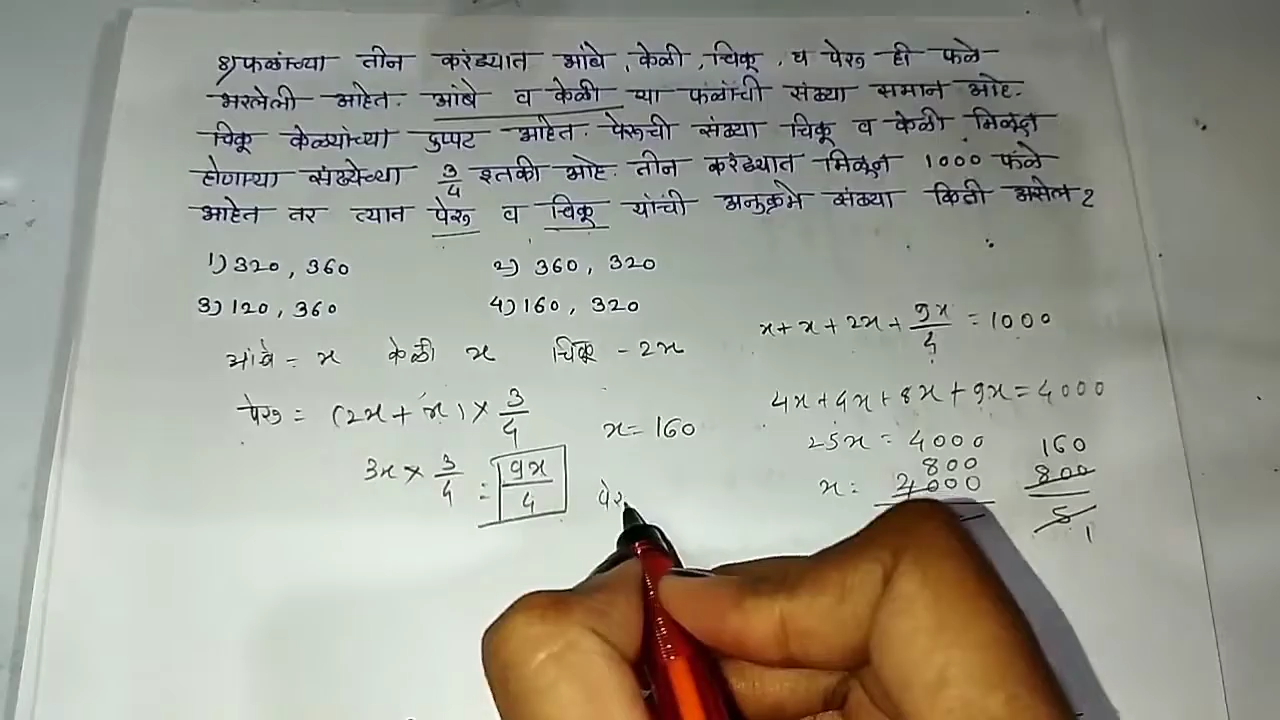 8) फळांच्या तीन करंड्यात आंबे, केळी, चिकू, व पेरू ही फळे
भरलेली आहेत. आंबे व केळी या फळांची संख्या समान आहे.
चिकू केळ्यांच्या दुप्पट आहेत. पेरूची संख्या चिकू व केळी मिळून
होणाऱ्या संख्येच्या 3/4 इतकी आहे. तीन करंड्यात मिळून 1000 फळे
आहेत तर त्यात पेरू व चिकू यांची अनुक्रमे संख्या किती असेल ?
1) 320, 360 2) 360, 320
3) 120, 360 4) 160, 320
आंबे = x केळी x चिकू - 2x
x + x + 2x + 9x/4 = 1000
पेरू = (2x + x) × 3/4
3x × 3/4 = 9x/4
x = 160
पेरू
4x + 4x + 8x + 9x = 4000
25x = 4000
800
x = 4000
160
800
5
1